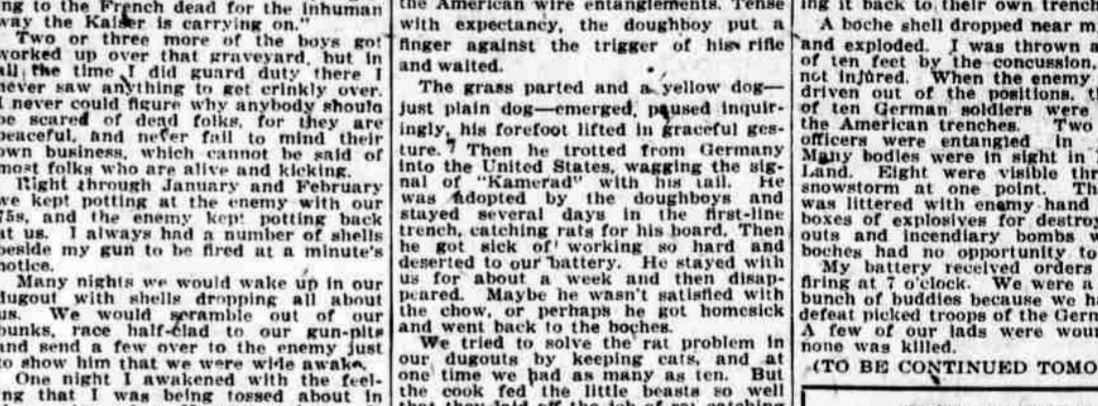 ng to the French dead for the inhuman
way the Kaiser is carrying on."
Two or three more of the boys got
worked up over that graveyard, but in
all the time I did guard duty there I
never saw anything to get crinkly over.
I never could figure why anybody should
be scared of dead folks, for they are
peaceful, and never fail to mind their
own business, which cannot be said of
most folks who are alive and kicking.
Right through January and February
we kept potting at the enemy with our
75s, and the enemy kept potting back
at us. I always had a number of shells
beside my gun to be fired at a minute's
notice.
Many nights we would wake up in our
dugout with shells dropping all about
us. We would scramble out of our
bunks, race half-clad to our gun-pits
and send a few over to the enemy just
to show him that we were wide awake.
One night I awakened with the feel-
ing that I was being tossed about in
the American wire entanglements. Tense
with expectancy, the doughboy put a
finger against the trigger of his rifle
and waited.
The grass parted and a yellow dog—
just plain dog—emerged, paused inquir-
ingly, his forefoot lifted in graceful ges-
ture. Then he trotted from Germany
into the United States, wagging the sig-
nal of "Kamerad" with his tail. He
was adopted by the doughboys and
stayed several days in the first-line
trench, catching rats for his board. Then
he got sick of working so hard and
deserted to our battery. He stayed with
us for about a week and then disap-
peared. Maybe he wasn't satisfied with
the chow, or perhaps he got homesick
and went back to the boches.
We tried to solve the rat problem in
our dugouts by keeping cats, and at
one time we had as many as ten. But
the cook fed the little beasts so well
that they laid off the job of rat catching
ing it back to their own trench
A boche shell dropped near m
and exploded. I was thrown a
of ten feet by the concussion,
not injured. When the enemy
driven out of the positions, t
of ten German soldiers were
the American trenches. Two
officers were entangled in
Many bodies were in sight in
Land. Eight were visible thr
snowstorm at one point. Th
was littered with enemy hand
boxes of explosives for destroy
outs and incendiary bombs w
boches had no opportunity to
My battery received orders
firing at 7 o'clock. We were a
bunch of buddies because we ha
defeat picked troops of the Germ
A few of our lads were wour
none was killed.
(TO BE CONTINUED TOMO